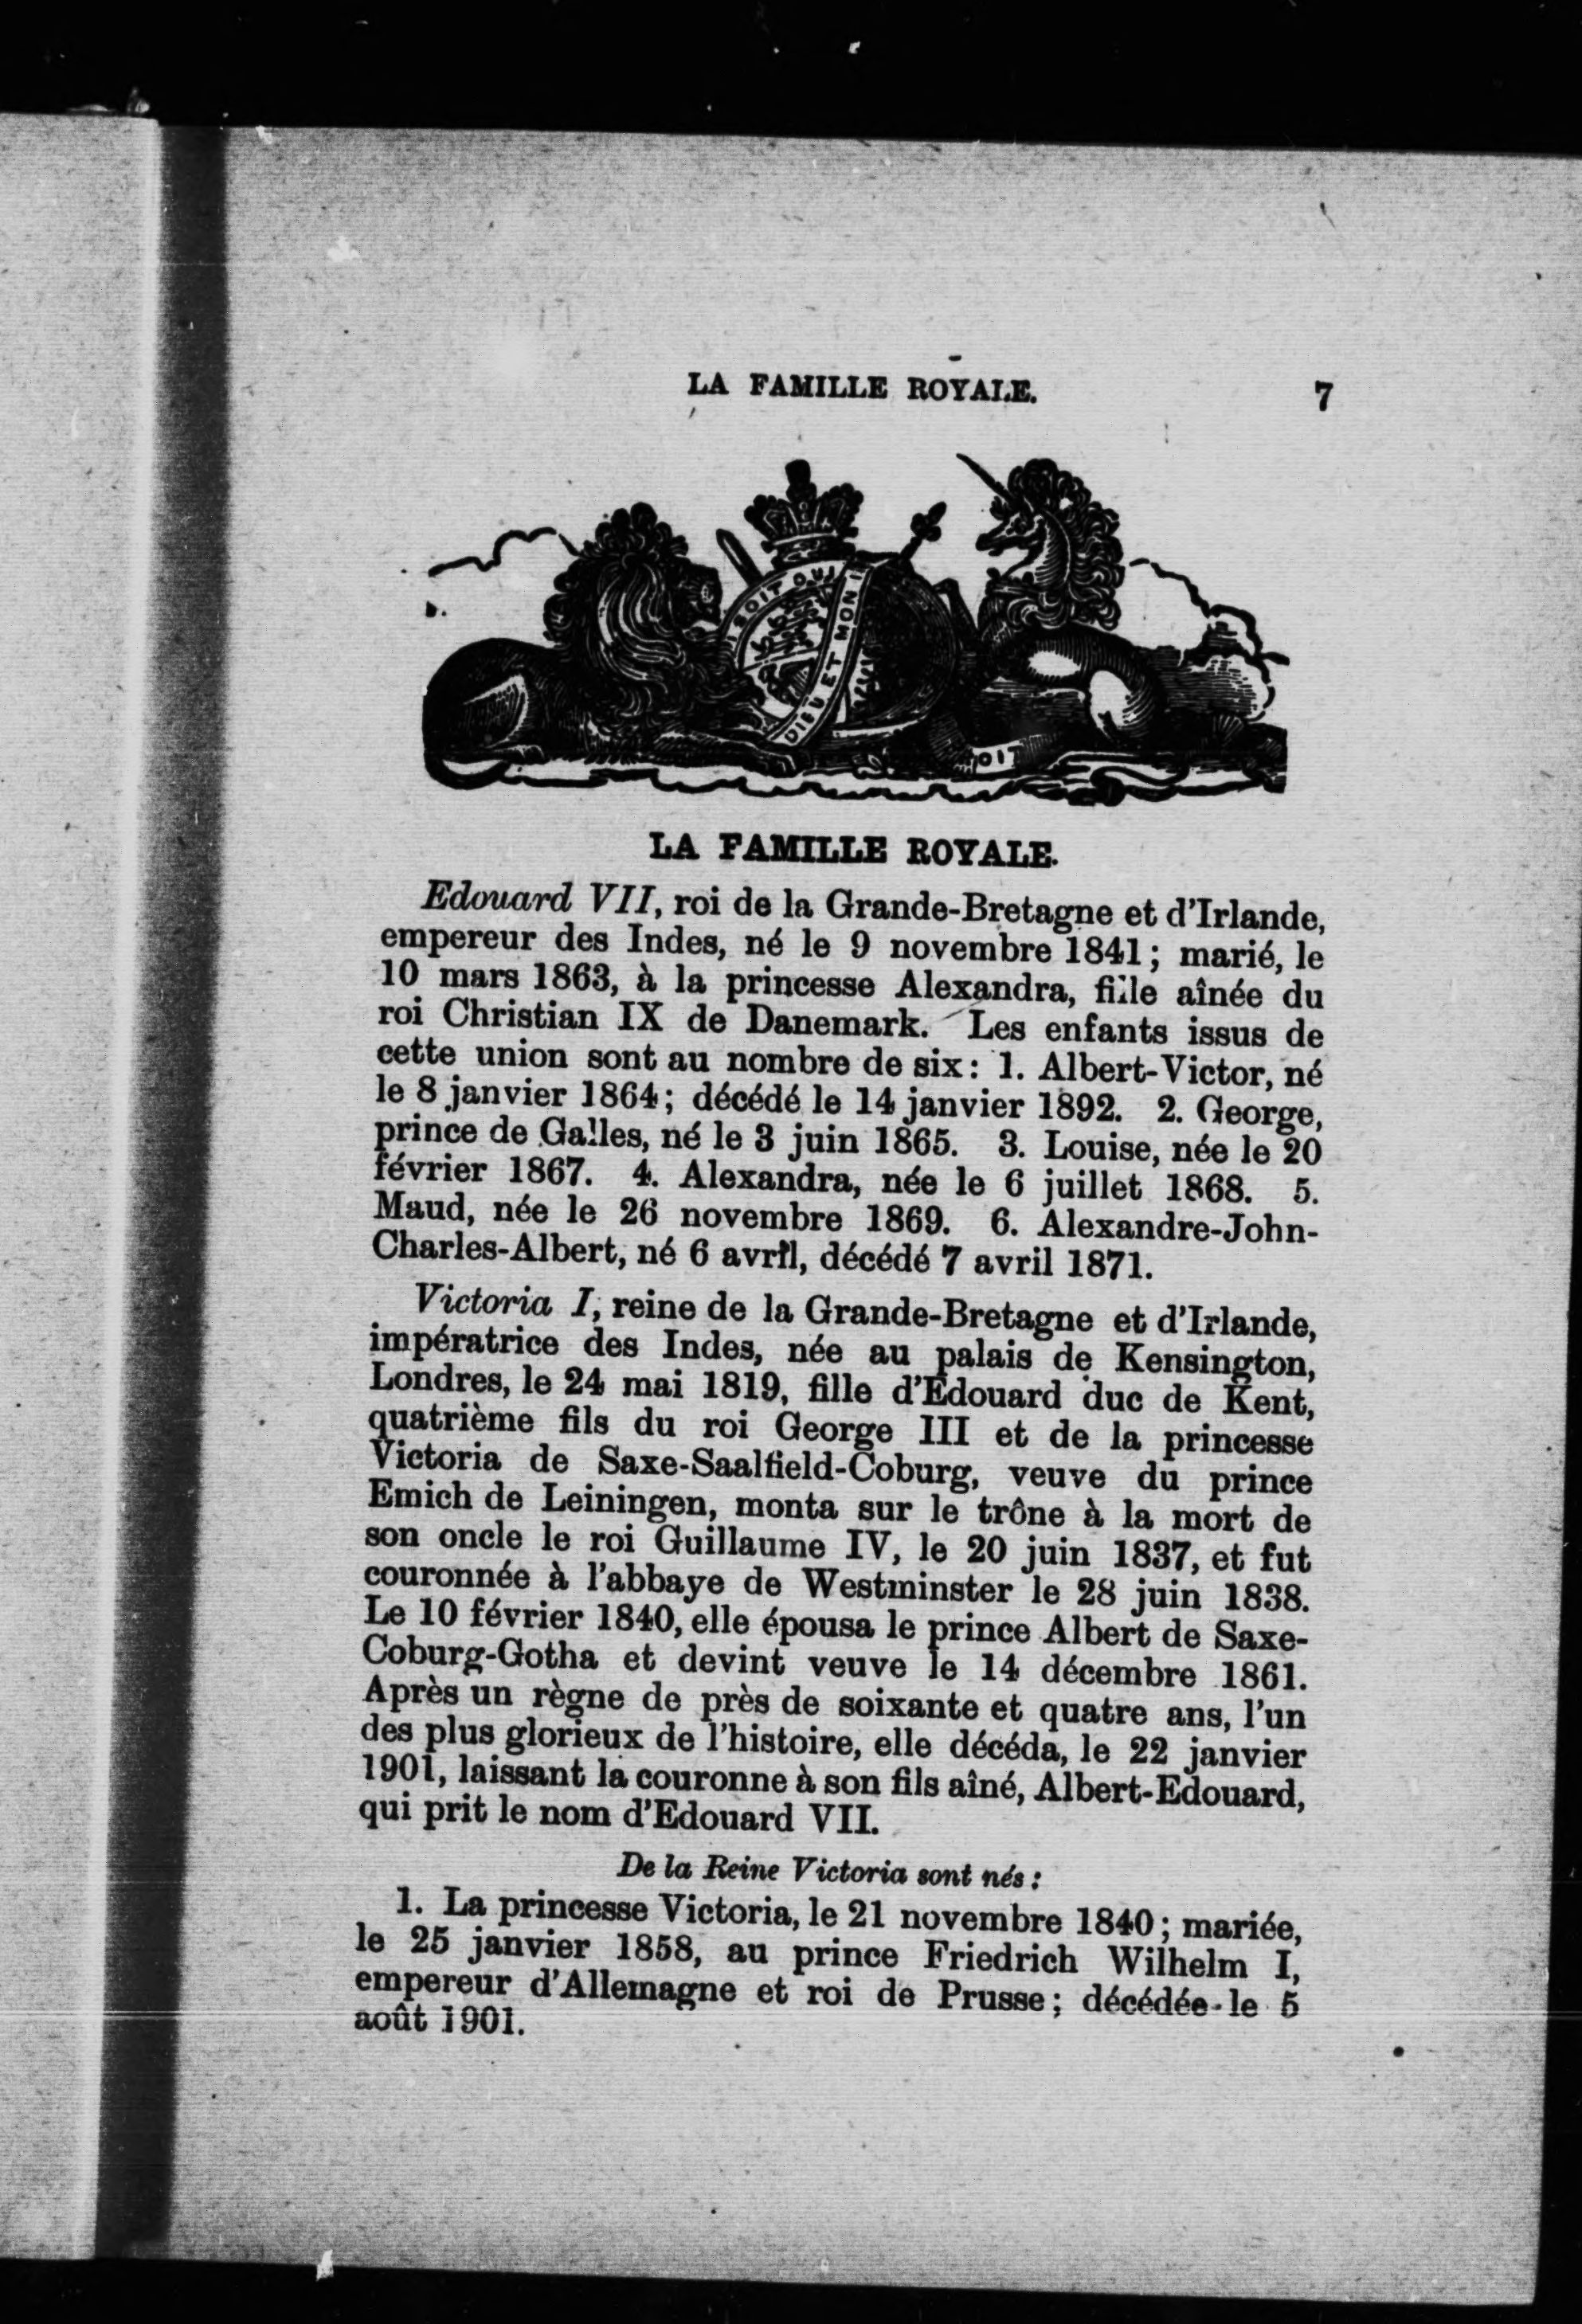 LA FAMILLE ROYALE. 7
SOIT QUI
DIEU ET MON
OIT
LA FAMILLE ROYALE.
Edouard VII, roi de la Grande-Bretagne et d'Irlande,
empereur des Indes, né le 9 novembre 1841; marié, le
10 mars 1863, à la princesse Alexandra, fille aînée du
roi Christian IX de Danemark. Les enfants issus de
cette union sont au nombre de six: 1. Albert-Victor, né
le 8 janvier 1864; décédé le 14 janvier 1892. 2. George,
prince de Galles, né le 3 juin 1865. 3. Louise, née le 20
février 1867. 4. Alexandra, née le 6 juillet 1868. 5.
Maud, née le 26 novembre 1869. 6. Alexandre-John-
Charles-Albert, né 6 avril, décédé 7 avril 1871.
Victoria I, reine de la Grande-Bretagne et d'Irlande,
impératrice des Indes, née au palais de Kensington,
Londres, le 24 mai 1819, fille d'Edouard duc de Kent,
quatrième fils du roi George III et de la princesse
Victoria de Saxe-Saalfield-Coburg, veuve du prince
Emich de Leiningen, monta sur le trône à la mort de
son oncle le roi Guillaume IV, le 20 juin 1837, et fut
couronnée à l'abbaye de Westminster le 28 juin 1838.
Le 10 février 1840, elle épousa le prince Albert de Saxe-
Coburg-Gotha et devint veuve le 14 décembre 1861.
Après un règne de près de soixante et quatre ans, l'un
des plus glorieux de l'histoire, elle décéda, le 22 janvier
1901, laissant la couronne à son fils aîné, Albert-Edouard,
qui prit le nom d'Edouard VII.
De la Reine Victoria sont nés:
1. La princesse Victoria, le 21 novembre 1840; mariée,
le 25 janvier 1858, au prince Friedrich Wilhelm I,
empereur d'Allemagne et roi de Prusse; décédée le 5
août 1901.